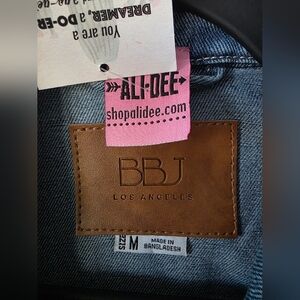 You are a
DREAMER, a DO-ER
ALI-DEE
shopalidee.com
BBJ
LOS ANGELES
SIZE M
MADE IN
BANGLADESH